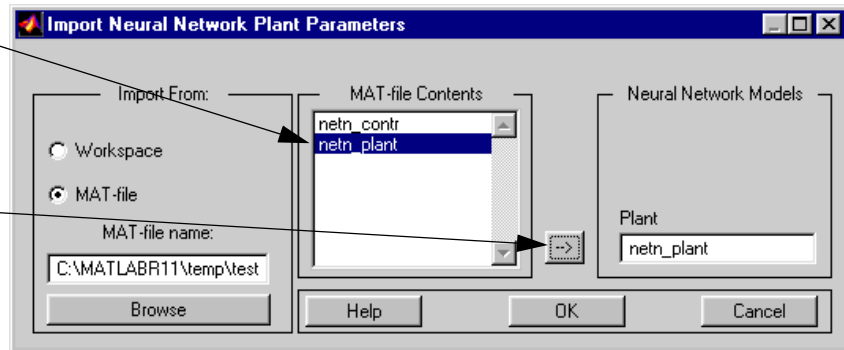 Import Neural Network Plant Parameters
Import From:
Workspace
MAT-file
MAT-file name:
C:\MATLABR11\temp\test
Browse
MAT-file Contents
netn_contr
netn_plant
-->
Neural Network Models
Plant
netn_plant
Help
OK
Cancel